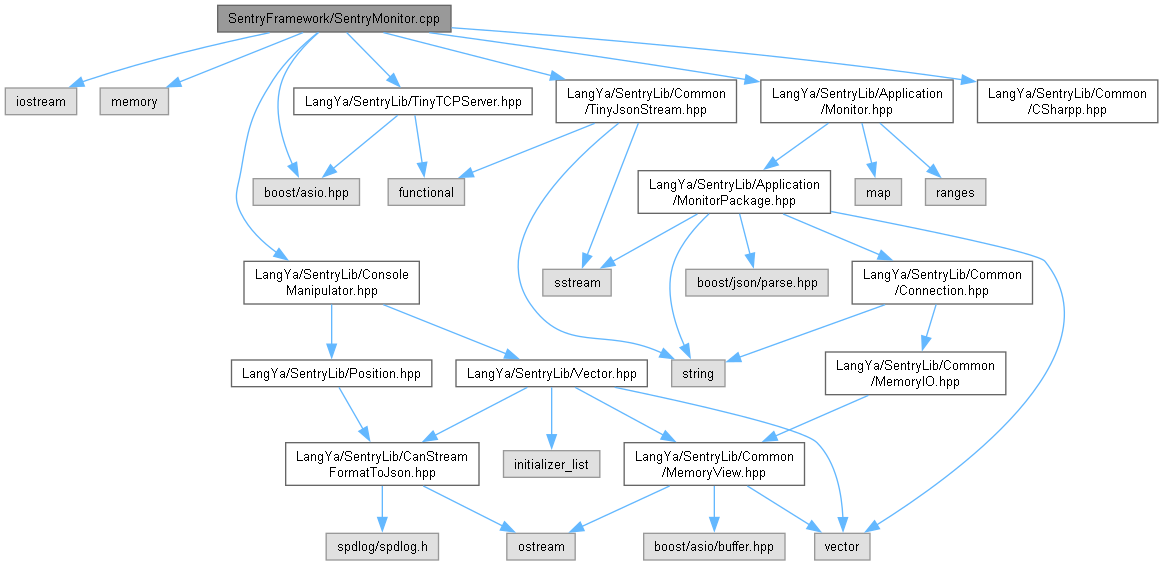 SentryFramework/SentryMonitor.cpp
iostream
memory
LangYa/SentryLib/TinyTCPServer.hpp
LangYa/SentryLib/Common
/TinyJsonStream.hpp
LangYa/SentryLib/Application
/Monitor.hpp
LangYa/SentryLib/Common
/CSharpp.hpp
boost/asio.hpp
functional
LangYa/SentryLib/Application
/MonitorPackage.hpp
map
ranges
LangYa/SentryLib/Console
Manipulator.hpp
sstream
boost/json/parse.hpp
LangYa/SentryLib/Common
/Connection.hpp
LangYa/SentryLib/Position.hpp
LangYa/SentryLib/Vector.hpp
string
LangYa/SentryLib/Common
/MemoryIO.hpp
LangYa/SentryLib/CanStream
FormatToJson.hpp
initializer_list
LangYa/SentryLib/Common
/MemoryView.hpp
spdlog/spdlog.h
ostream
boost/asio/buffer.hpp
vector